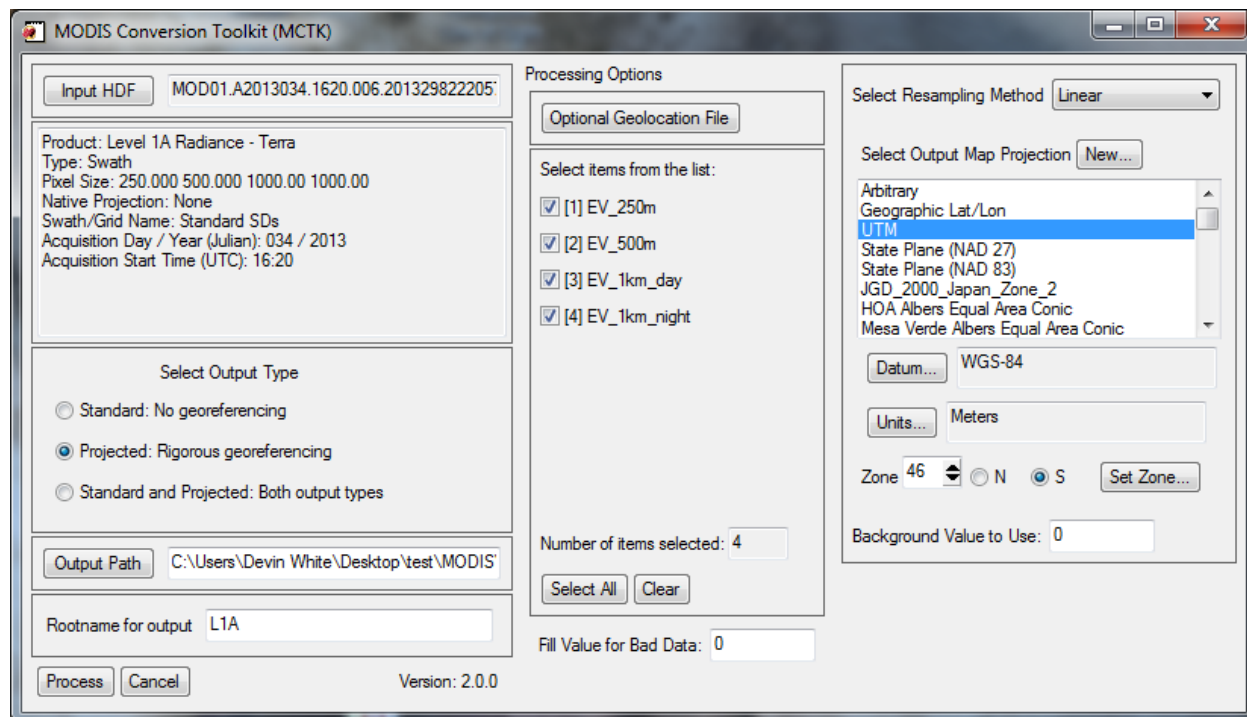 MODIS Conversion Toolkit (MCTK)
Input HDF
MOD01.A2013034.1620.006.201329822205
Product: Level 1A Radiance - Terra
Type: Swath
Pixel Size: 250.000 500.000 1000.00 1000.00
Native Projection: None
Swath/Grid Name: Standard SDs
Acquisition Day / Year (Julian): 034 / 2013
Acquisition Start Time (UTC): 16:20
Select Output Type
Standard: No georeferencing
Projected: Rigorous georeferencing
Standard and Projected: Both output types
Output Path
C:\Users\Devin White\Desktop\test\MODIS
Rootname for output
L1A
Process
Cancel
Version: 2.0.0
Processing Options
Optional Geolocation File
Select items from the list:
[1] EV_250m
[2] EV_500m
[3] EV_1km_day
[4] EV_1km_night
Number of items selected: 4
Select All
Clear
Fill Value for Bad Data: 0
Select Resampling Method
Linear
Select Output Map Projection
New...
Arbitrary
Geographic Lat/Lon
UTM
State Plane (NAD 27)
State Plane (NAD 83)
JGD_2000_Japan_Zone_2
HOA Albers Equal Area Conic
Mesa Verde Albers Equal Area Conic
Datum...
WGS-84
Units...
Meters
Zone 46
N
S
Set Zone...
Background Value to Use: 0